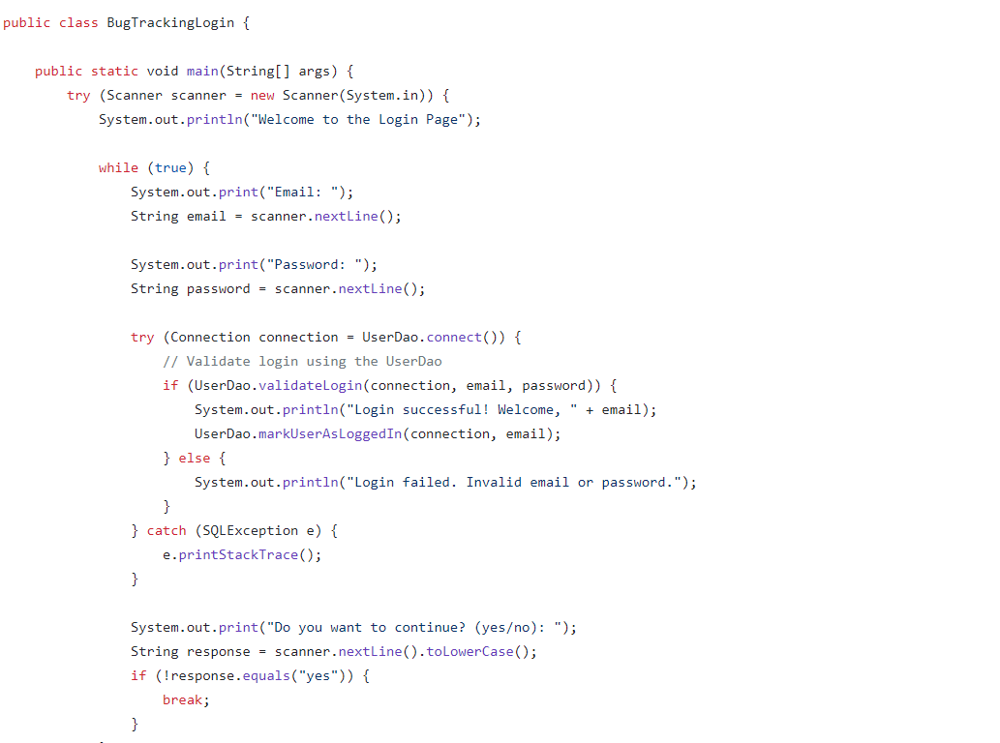 public class BugTrackingLogin {
    public static void main(String[] args) {
        try (Scanner scanner = new Scanner(System.in)) {
            System.out.println("Welcome to the Login Page");
            while (true) {
                System.out.print("Email: ");
                String email = scanner.nextLine();
                System.out.print("Password: ");
                String password = scanner.nextLine();
                try (Connection connection = UserDao.connect()) {
                    // Validate login using the UserDao
                    if (UserDao.validateLogin(connection, email, password)) {
                        System.out.println("Login successful! Welcome, " + email);
                        UserDao.markUserAsLoggedIn(connection, email);
                    } else {
                        System.out.println("Login failed. Invalid email or password.");
                    }
                } catch (SQLException e) {
                    e.printStackTrace();
                }
                System.out.print("Do you want to continue? (yes/no): ");
                String response = scanner.nextLine().toLowerCase();
                if (!response.equals("yes")) {
                    break;
                }